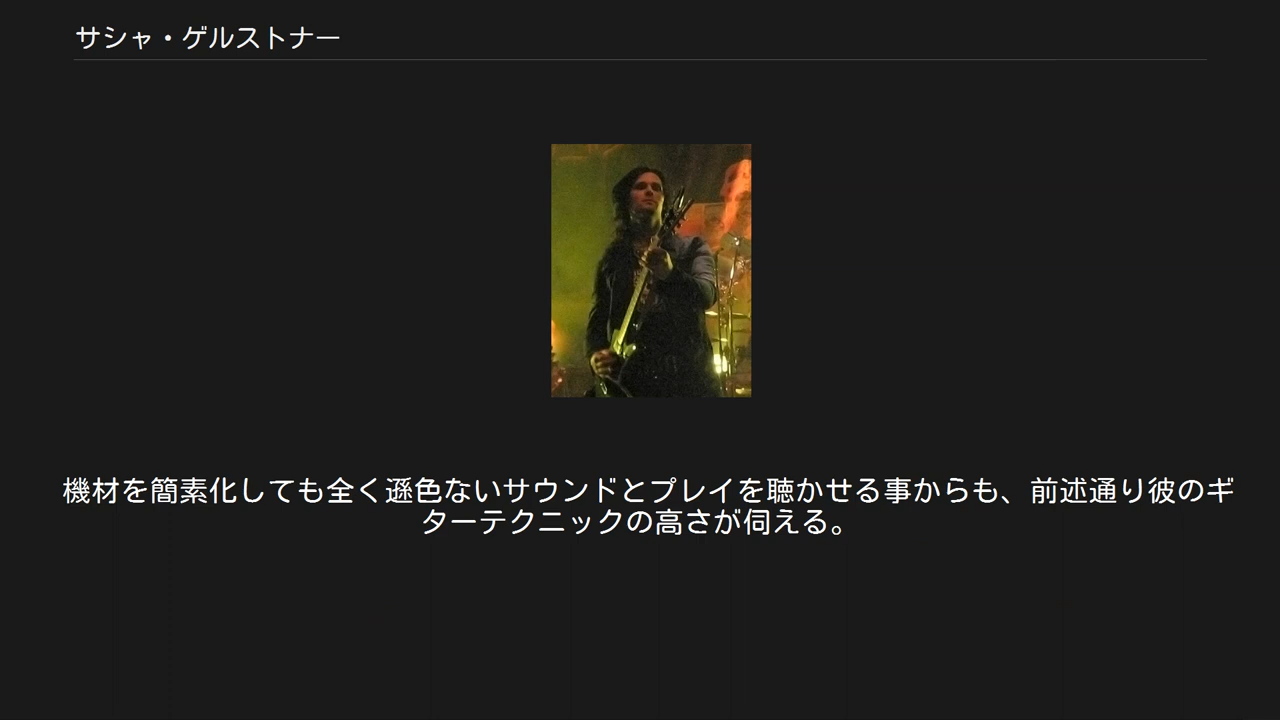 サシャ・ゲルストナー
機材を簡素化しても全く遜色ないサウンドとプレイを聴かせる事からも、前述通り彼のギ
ターテクニックの高さが伺える。